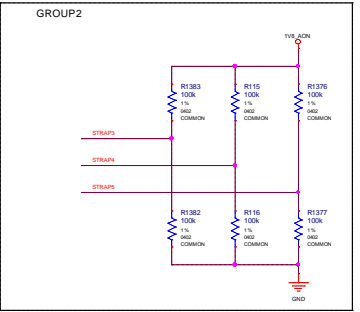 GROUP2
1V8_AON
R1383
100k
1%
0402
COMMON
R115
100k
1%
0402
COMMON
R1376
100k
1%
0402
COMMON
STRAP3
STRAP4
STRAP5
R1382
100k
1%
0402
COMMON
R116
100k
1%
0402
COMMON
R1377
100k
1%
0402
COMMON
GND